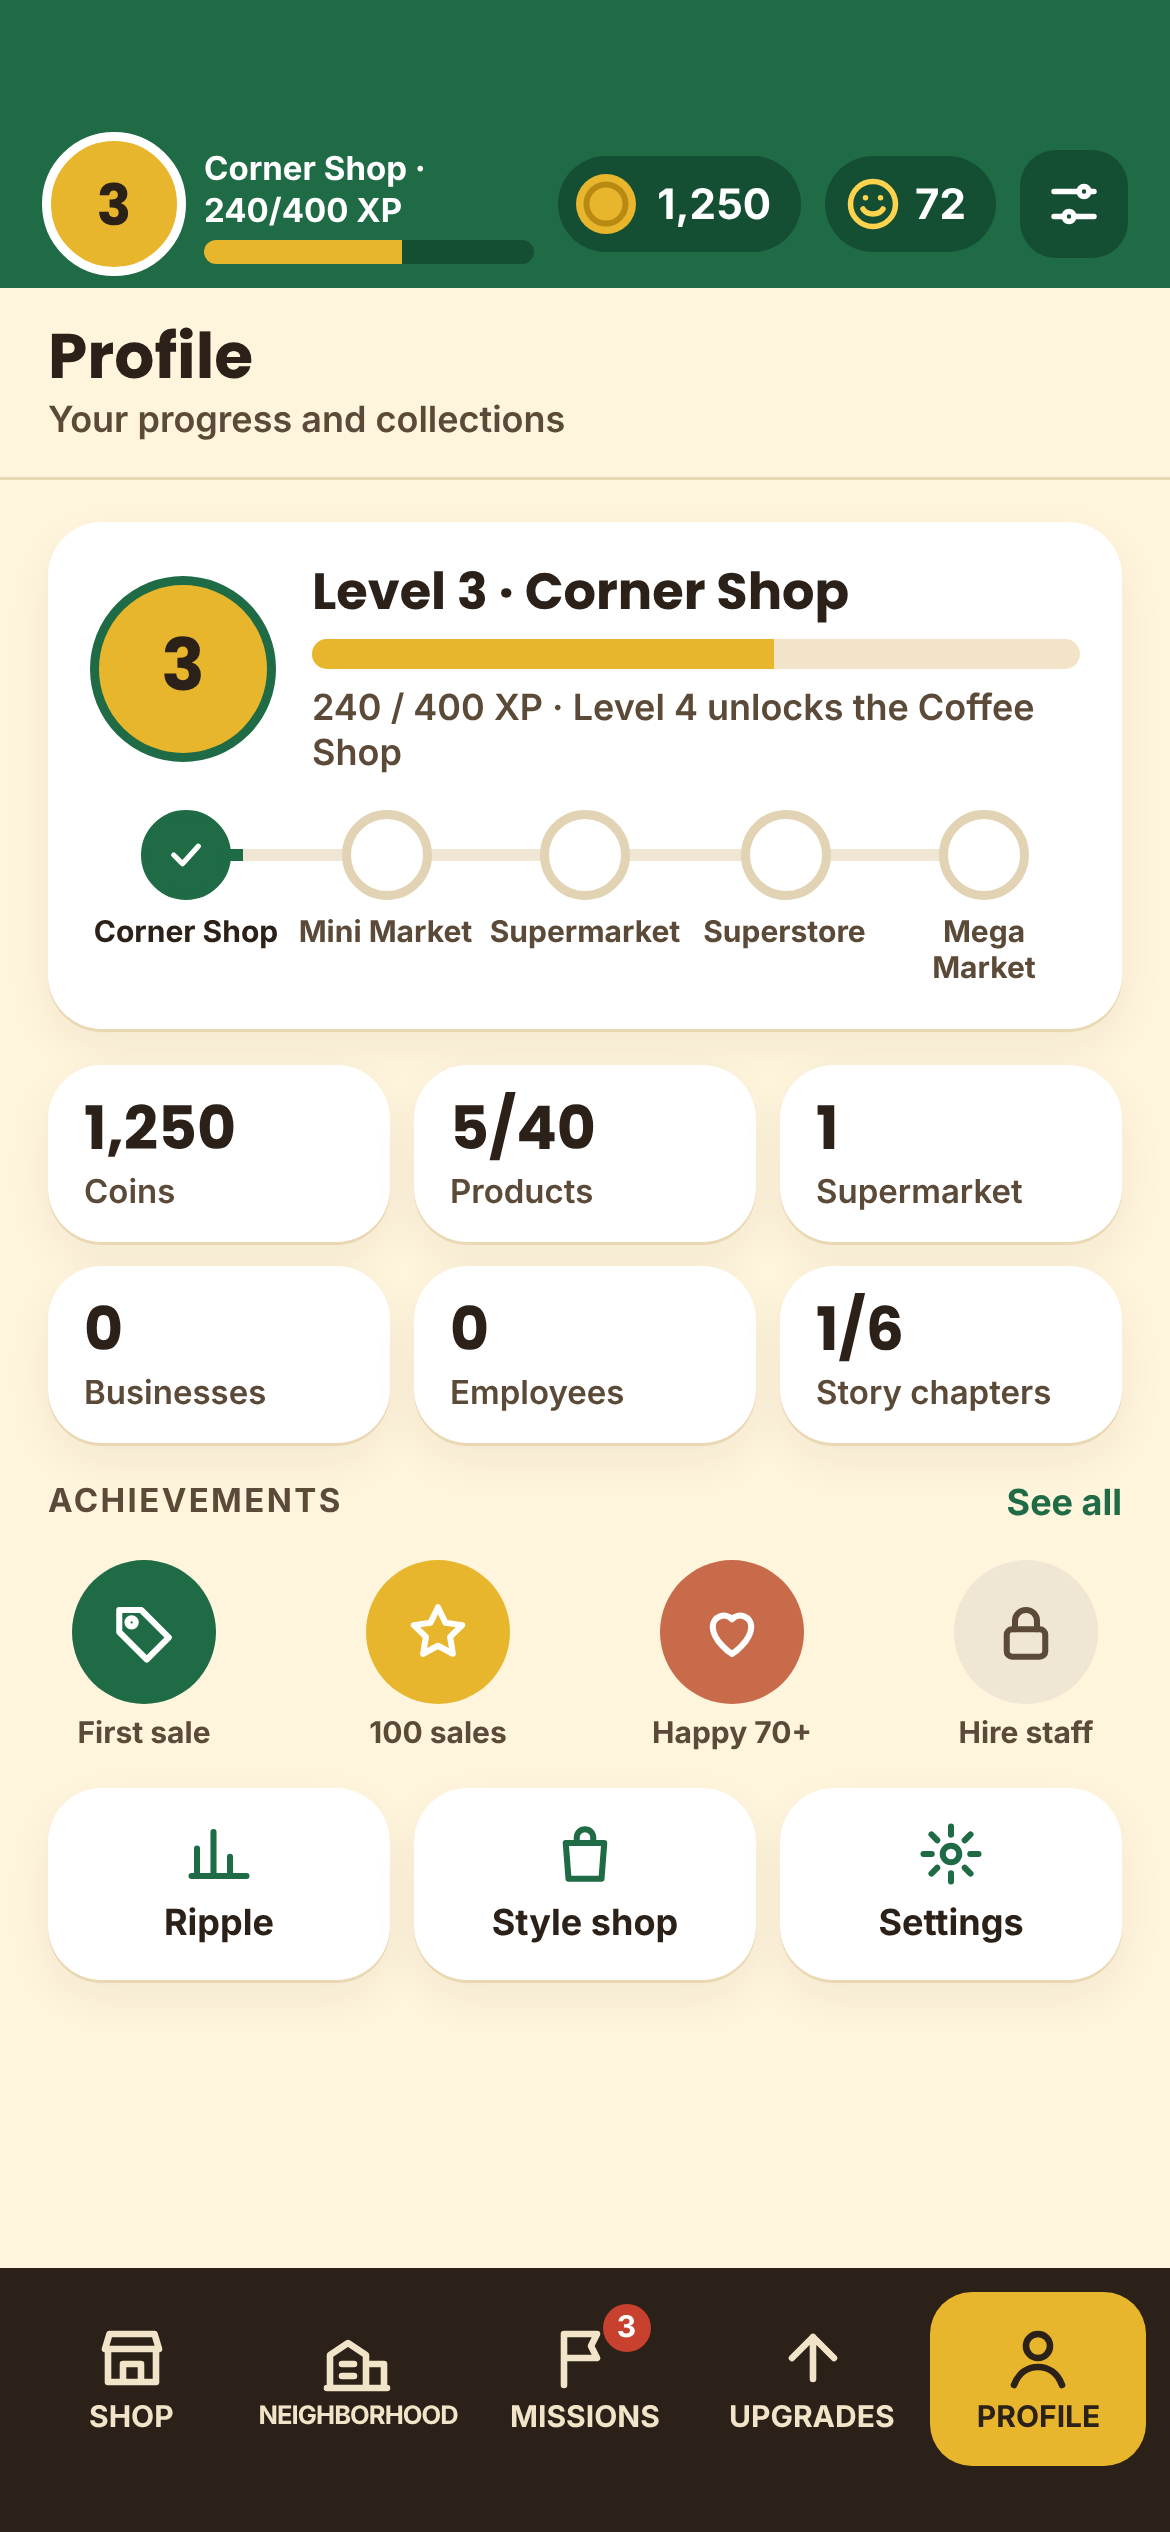 3
Corner Shop ·
240/400 XP
1,250
72
Profile
Your progress and collections
3
Level 3 · Corner Shop
240 / 400 XP · Level 4 unlocks the Coffee
Shop
Corner Shop
Mini Market
Supermarket
Superstore
Mega
Market
1,250
Coins
5/40
Products
1
Supermarket
0
Businesses
0
Employees
1/6
Story chapters
ACHIEVEMENTS
See all
First sale
100 sales
Happy 70+
Hire staff
Ripple
Style shop
Settings
SHOP
NEIGHBORHOOD
3
MISSIONS
UPGRADES
PROFILE